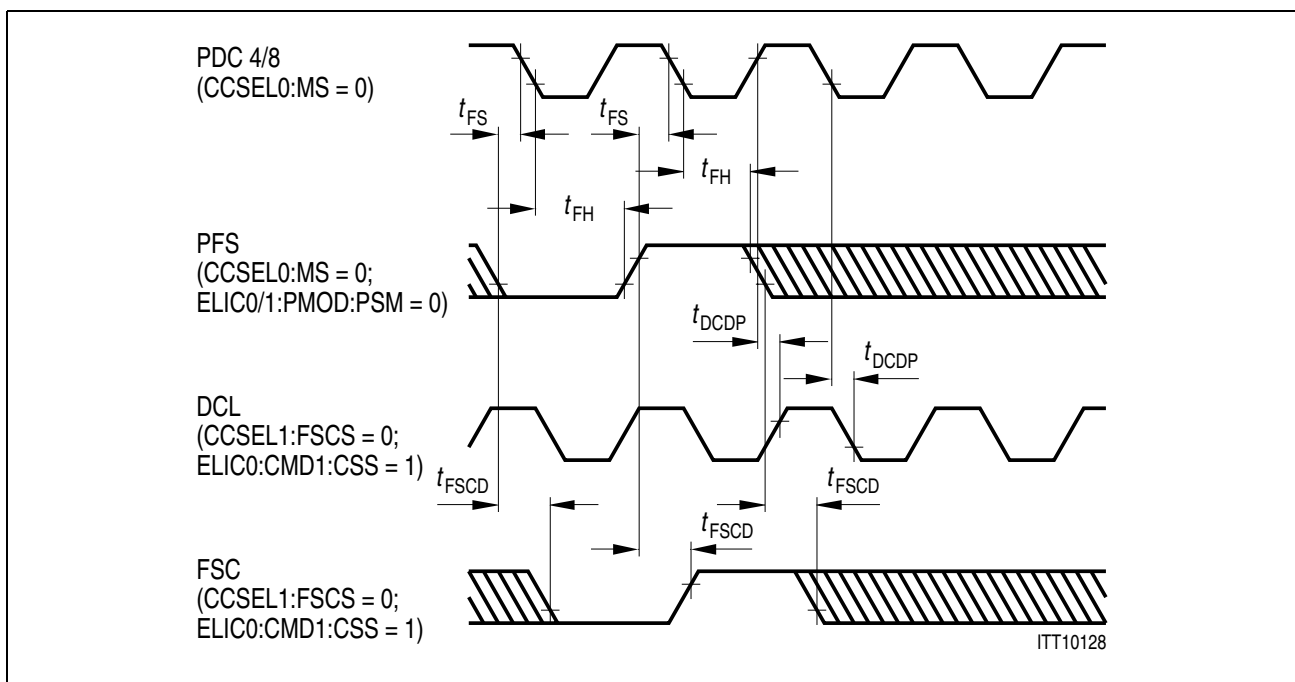 PDC 4/8
(CCSEL0:MS = 0)
tFS
tFS
tFH
tFH
PFS
(CCSEL0:MS = 0;
ELIC0/1:PMOD:PSM = 0)
tDCDP
tDCDP
DCL
(CCSEL1:FSCS = 0;
ELIC0:CMD1:CSS = 1)
tFSCD
tFSCD
tFSCD
FSC
(CCSEL1:FSCS = 0;
ELIC0:CMD1:CSS = 1)
ITT10128